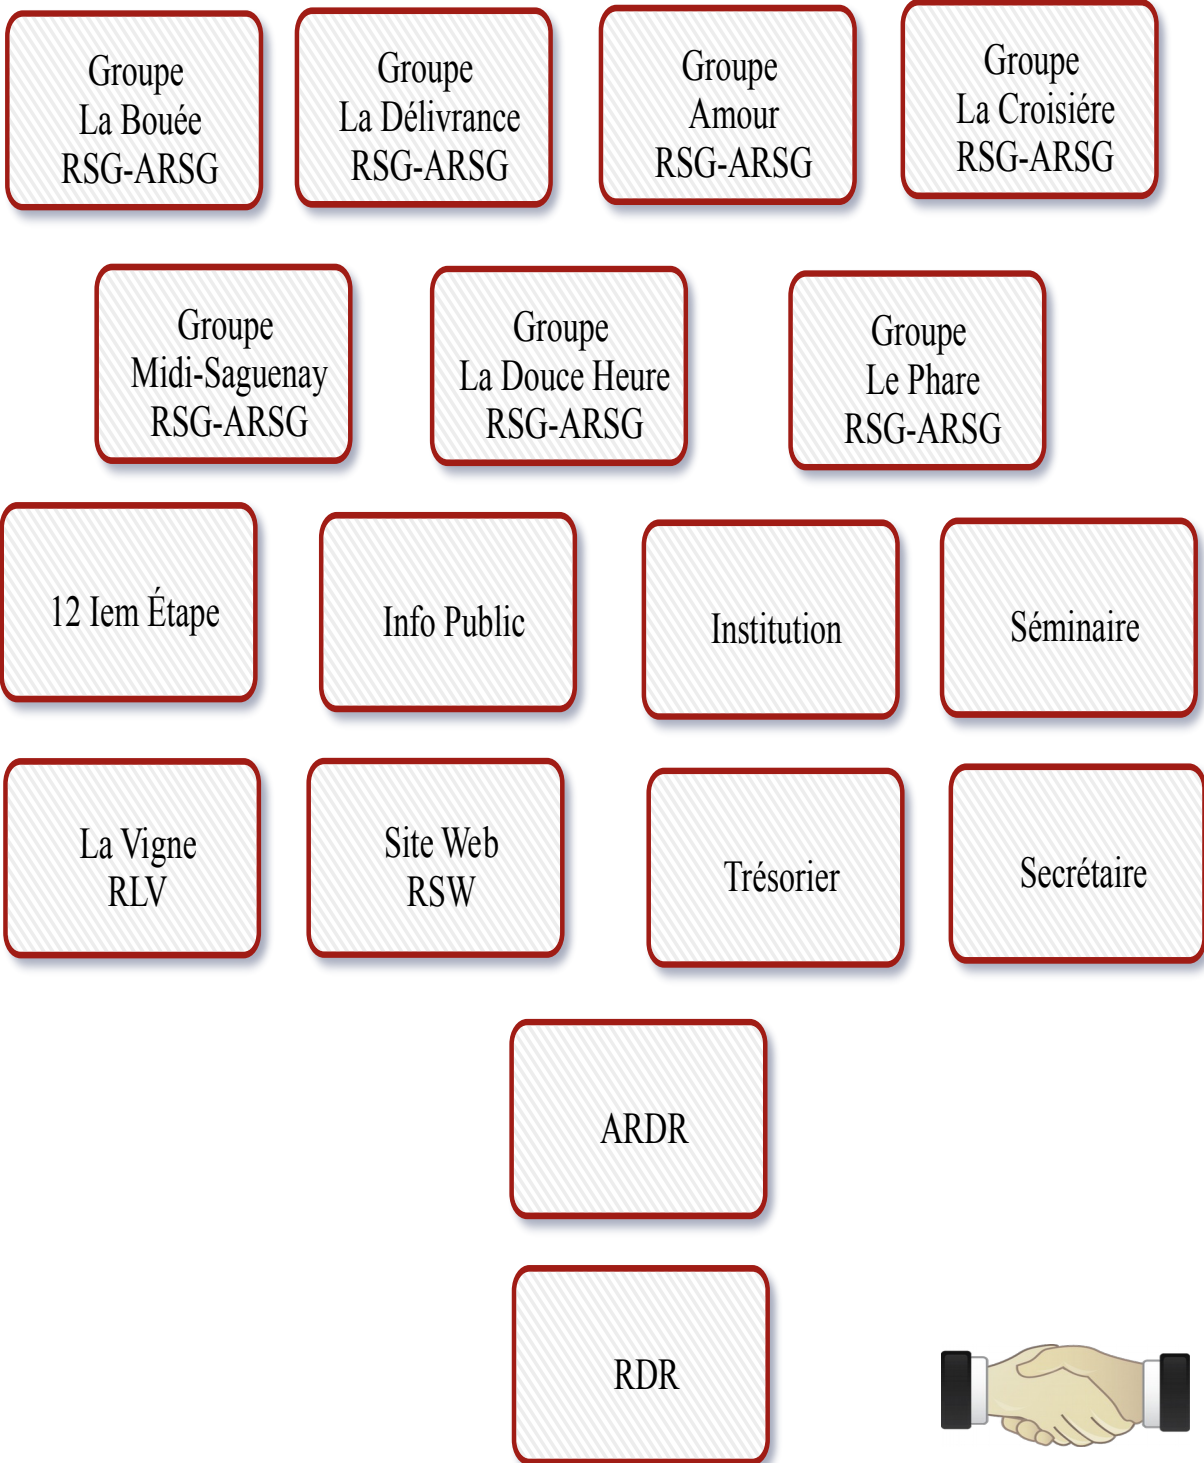 Groupe
La Bouée
RSG-ARSG
Groupe
La Délivrance
RSG-ARSG
Groupe
Amour
RSG-ARSG
Groupe
La Croisiére
RSG-ARSG
Groupe
Midi-Saguenay
RSG-ARSG
Groupe
La Douce Heure
RSG-ARSG
Groupe
Le Phare
RSG-ARSG
12 Iem Étape
Info Public
Institution
Séminaire
La Vigne
RLV
Site Web
RSW
Trésorier
Secrétaire
ARDR
RDR